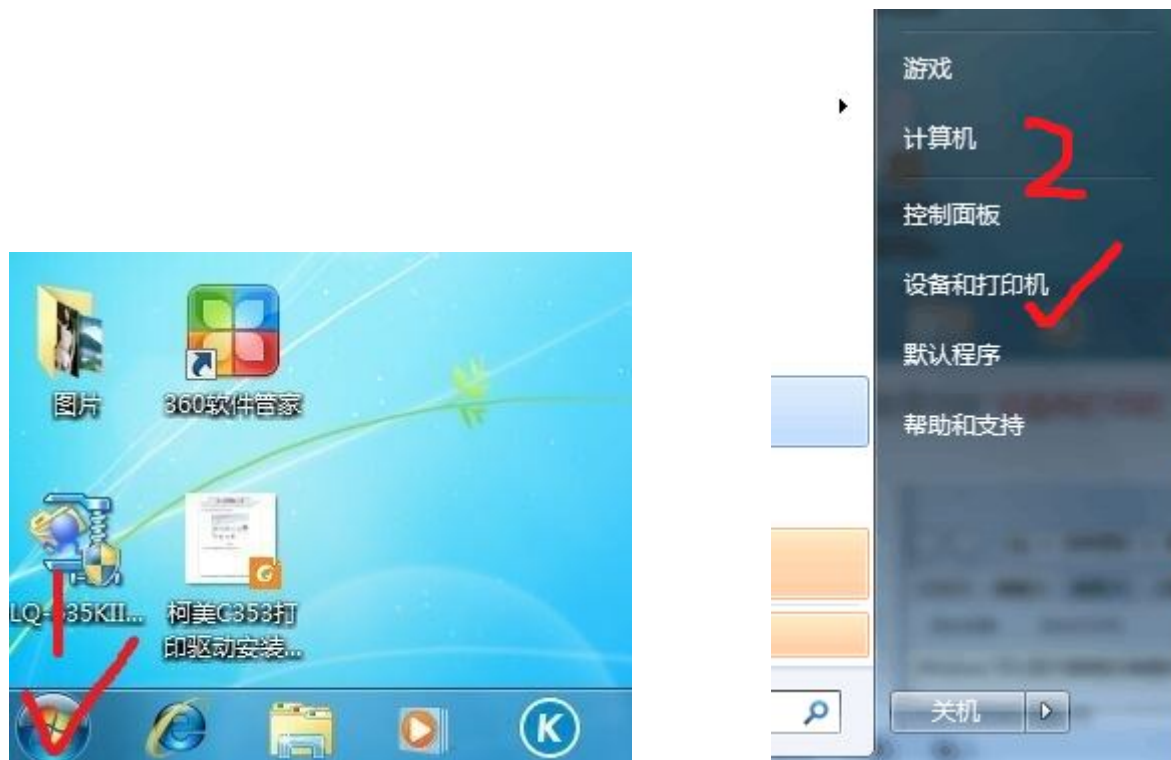 图片
360软件管家
LQ-635KII...
柯美C353打
印驱动安装...
1
K
游戏
计算机
2
控制面板
设备和打印机
默认程序
帮助和支持
关机